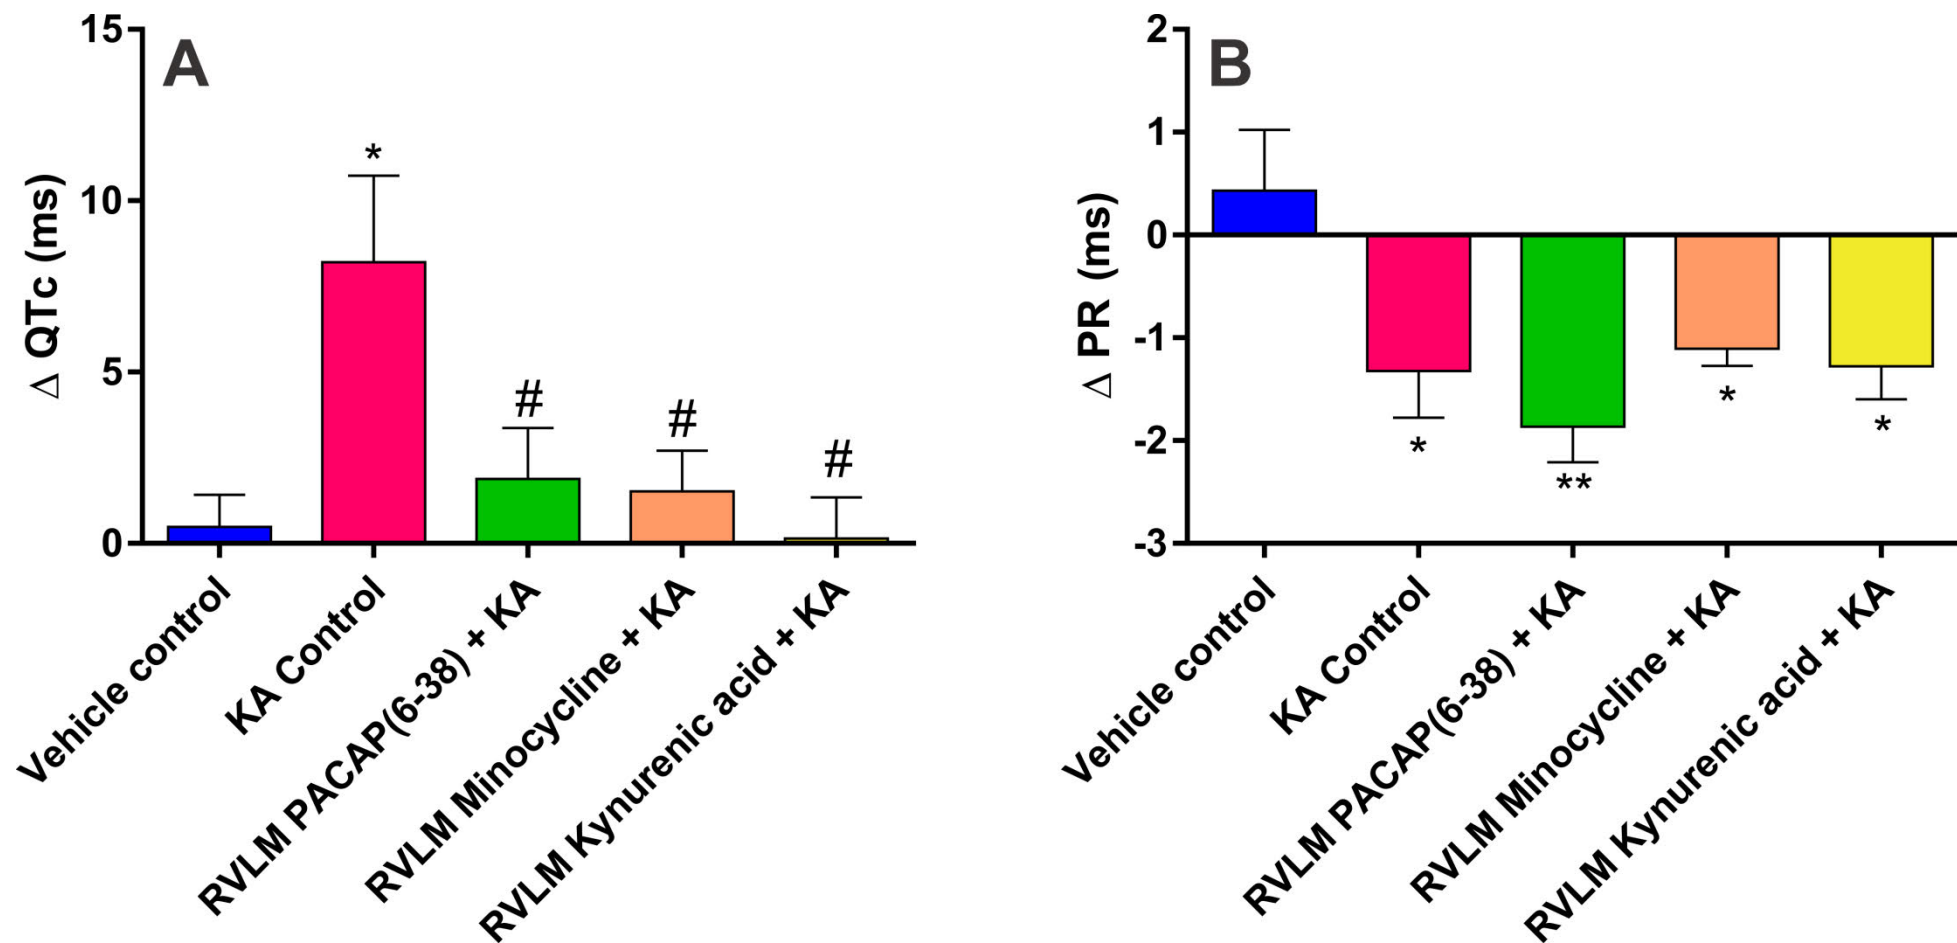 A
Δ QTc (ms)
15
10
5
0
*
#
#
#
Vehicle control
KA Control
RVLM PACAP(6-38) + KA
RVLM Minocycline + KA
RVLM Kynurenic acid + KA
B
Δ PR (ms)
2
1
0
-1
-2
-3
*
**
*
*
Vehicle control
KA Control
RVLM PACAP(6-38) + KA
RVLM Minocycline + KA
RVLM Kynurenic acid + KA